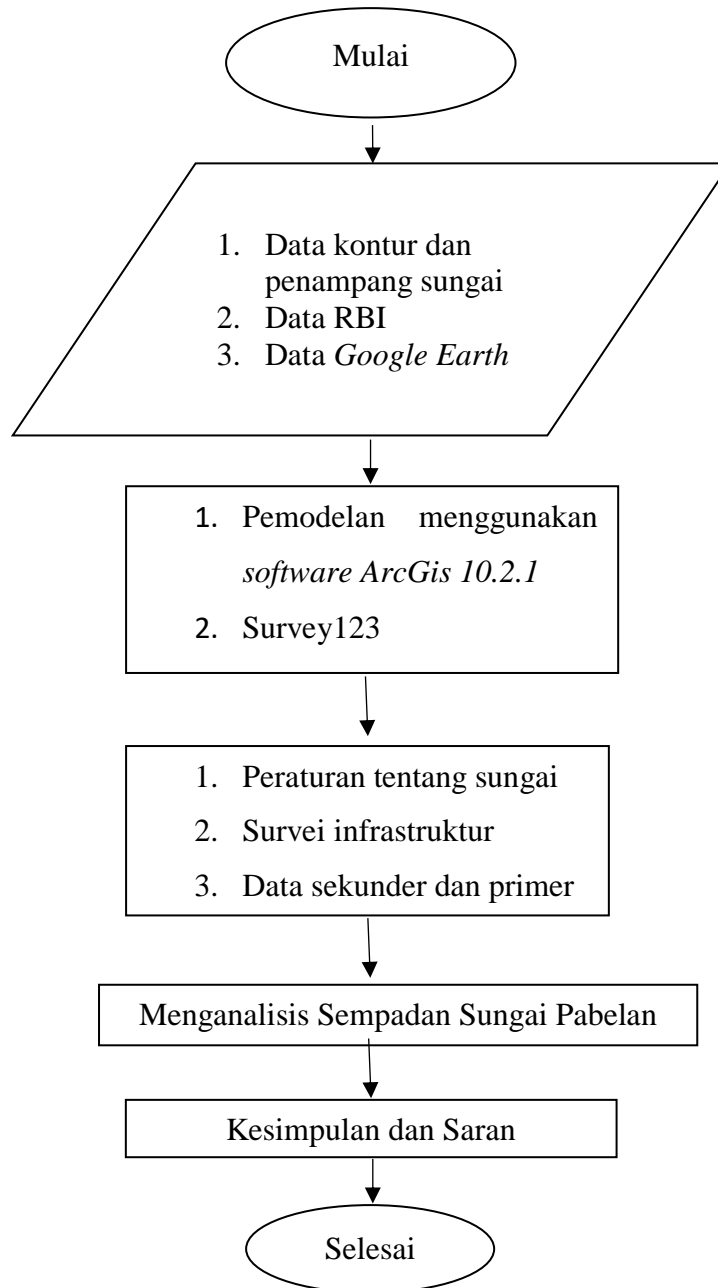 Mulai
1. Data kontur dan
penampang sungai
2. Data RBI
3. Data Google Earth
1. Pemodelan menggunakan
software ArcGis 10.2.1
2. Survey123
1. Peraturan tentang sungai
2. Survei infrastruktur
3. Data sekunder dan primer
Menganalisis Sempadan Sungai Pabelan
Kesimpulan dan Saran
Selesai